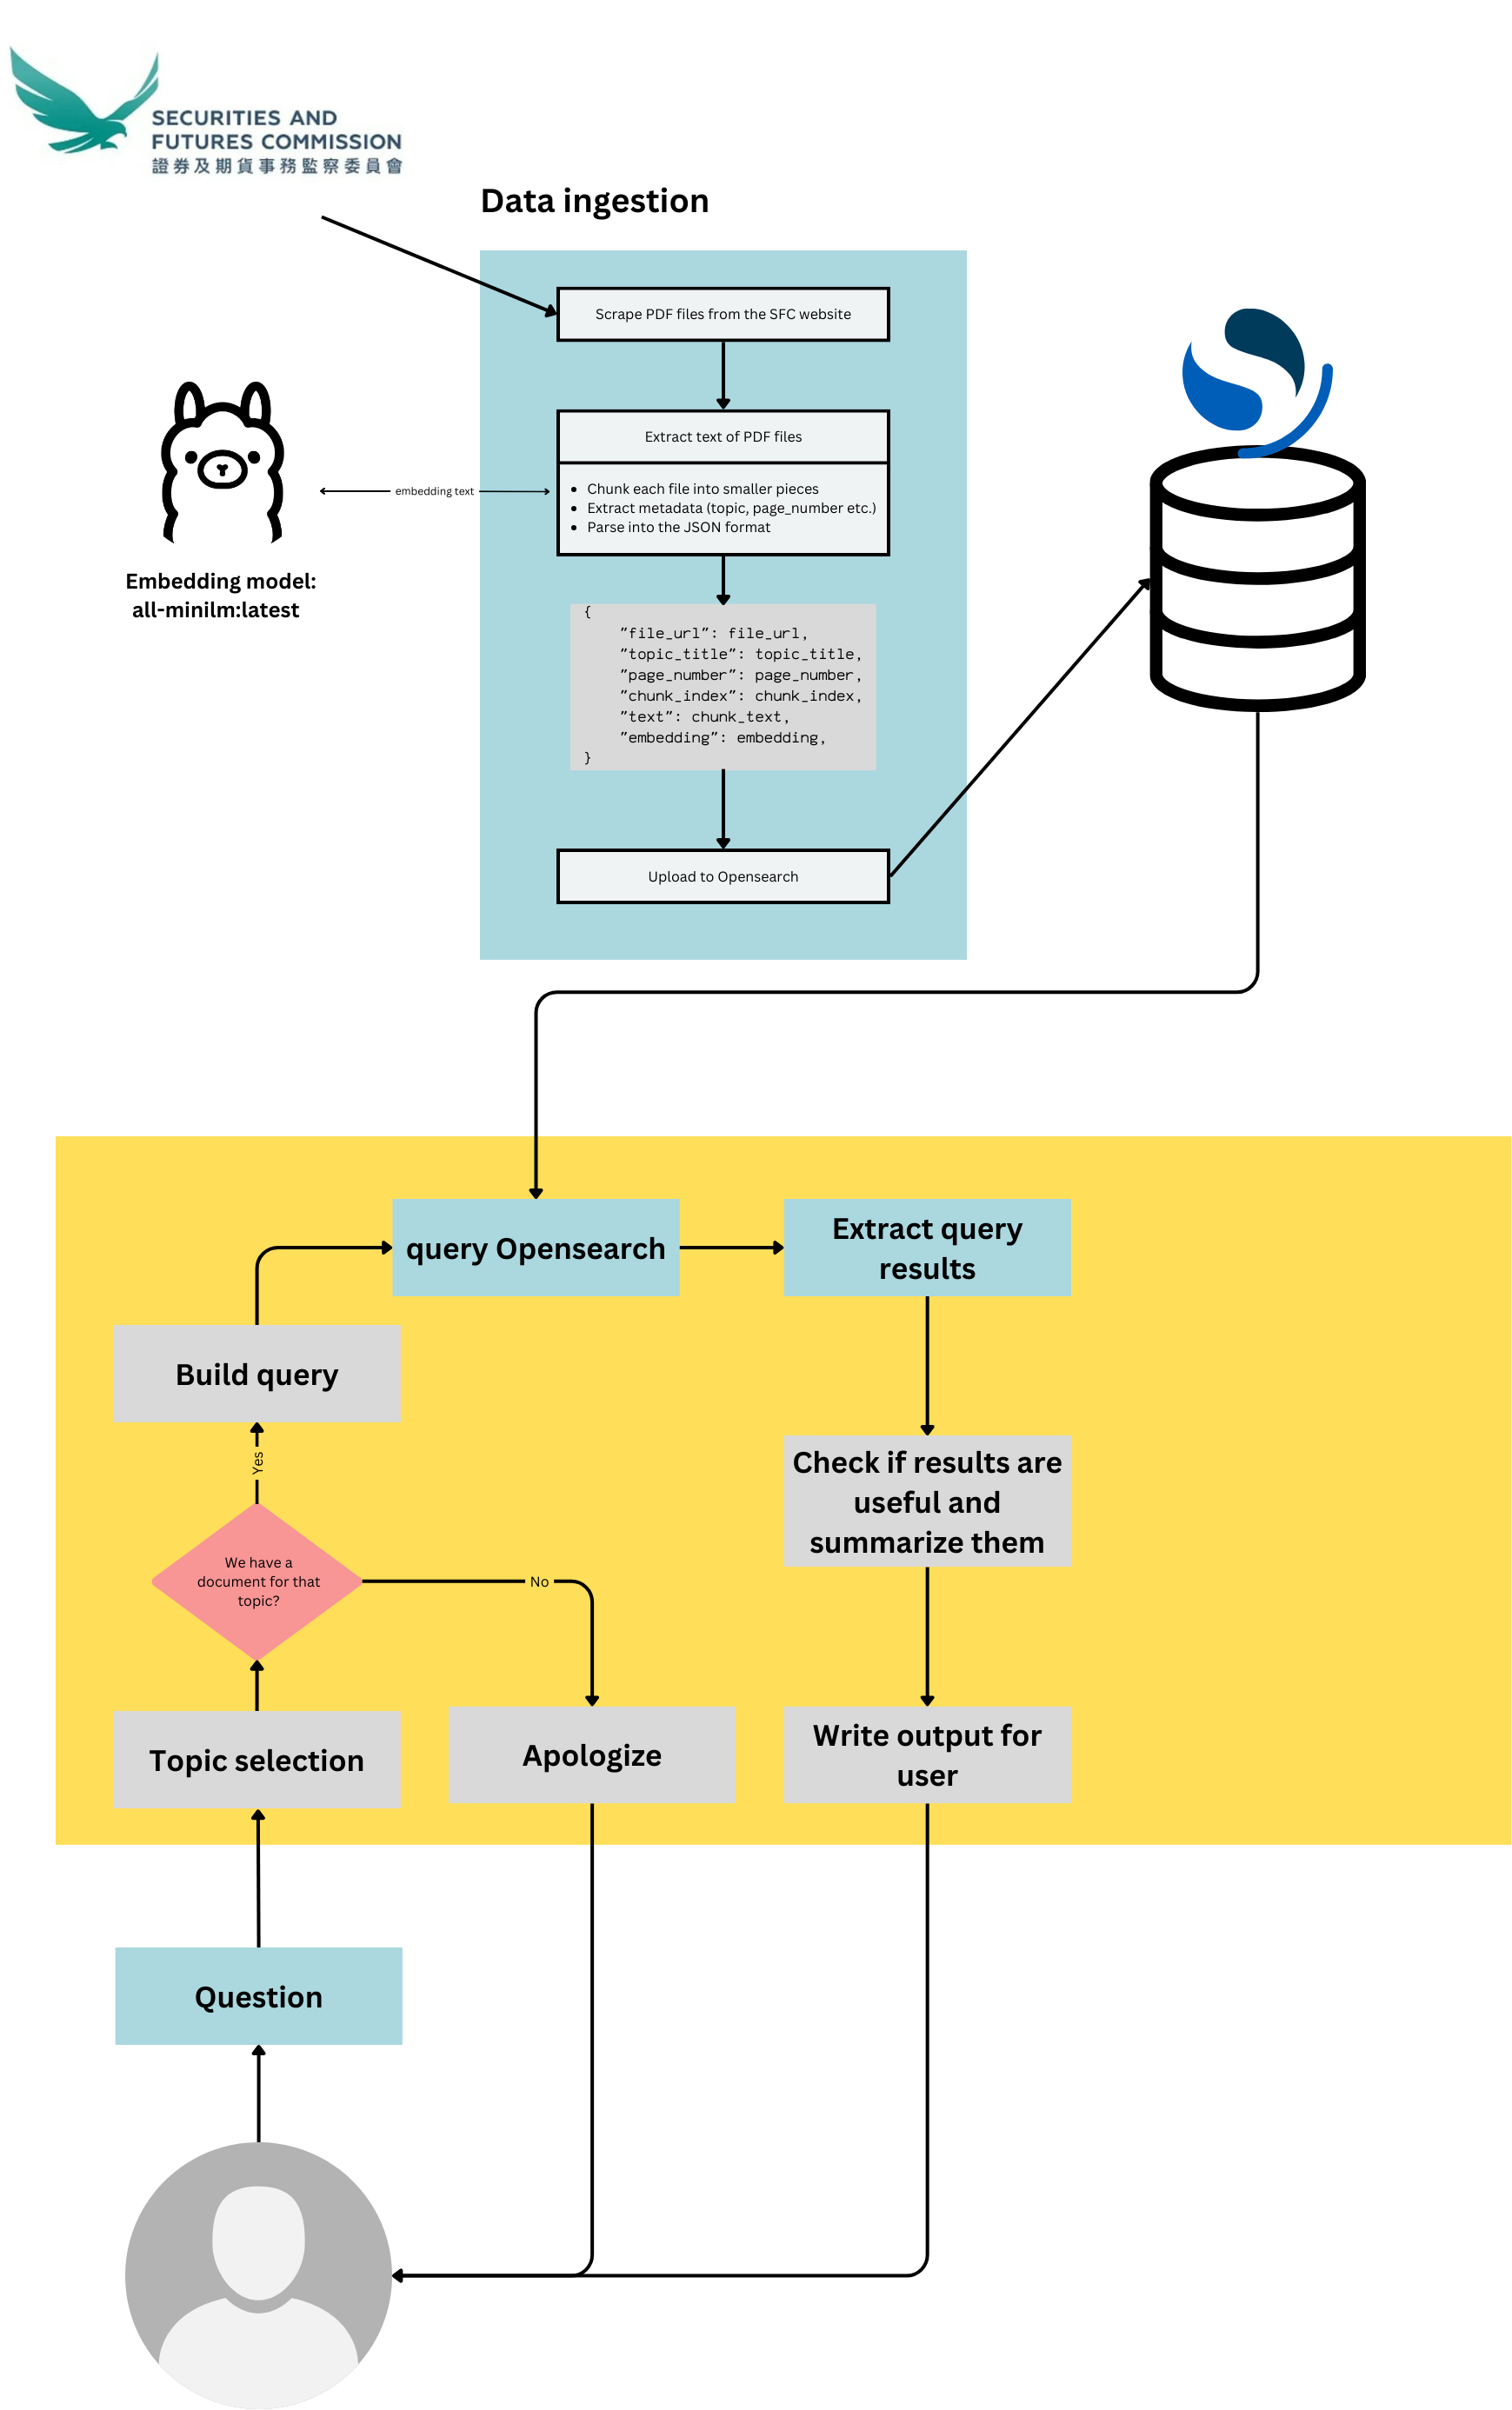 SECURITIES AND
FUTURES COMMISSION
證券及期貨事務監察委員會
Data ingestion
Scrape PDF files from the SFC website
Extract text of PDF files
• Chunk each file into smaller pieces
• Extract metadata (topic, page_number etc.)
• Parse into the JSON format
embedding text
Embedding model:
all-minilm:latest
{
"file_url": file_url,
"topic_title": topic_title,
"page_number": page_number,
"chunk_index": chunk_index,
"text": chunk_text,
"embedding": embedding,
}
Upload to Opensearch
query Opensearch
Extract query
results
Build query
Yes
Check if results are
useful and
summarize them
We have a
document for that
topic?
No
Topic selection
Apologize
Write output for
user
Question